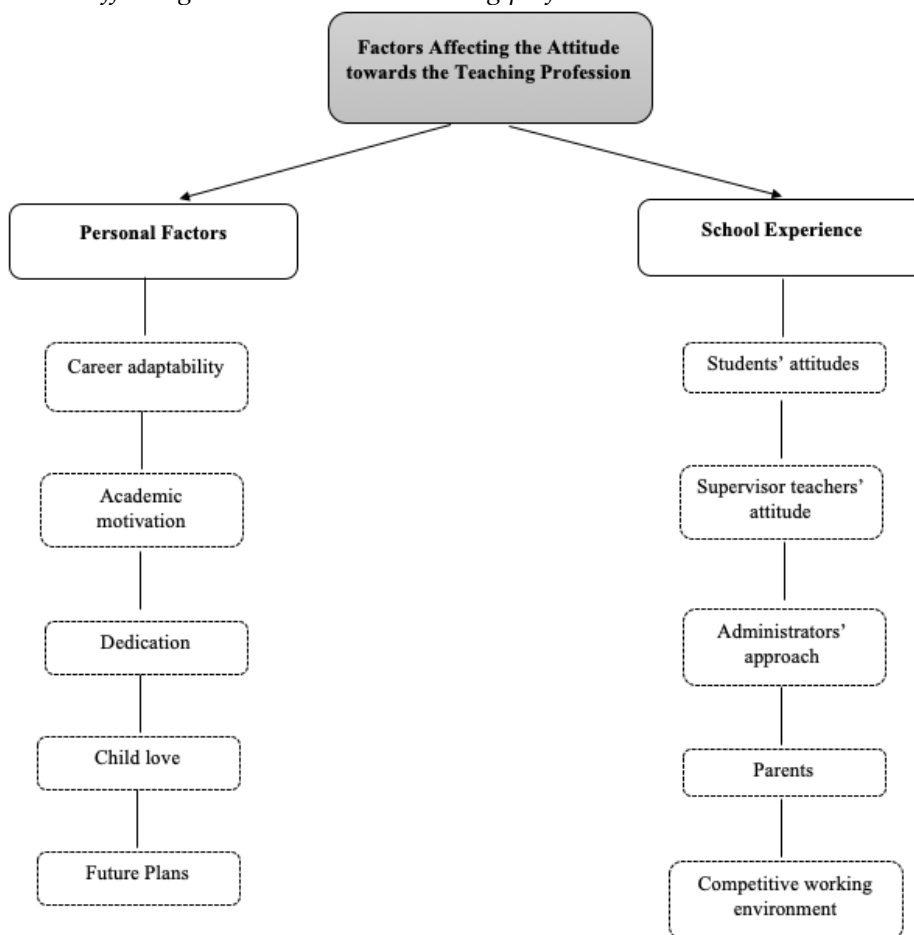 Factors Affecting the Attitude
towards the Teaching Profession
Personal Factors
Career adaptability
Academic
motivation
Dedication
Child love
Future Plans
School Experience
Students’ attitudes
Supervisor teachers’
attitude
Administrators’
approach
Parents
Competitive working
environment